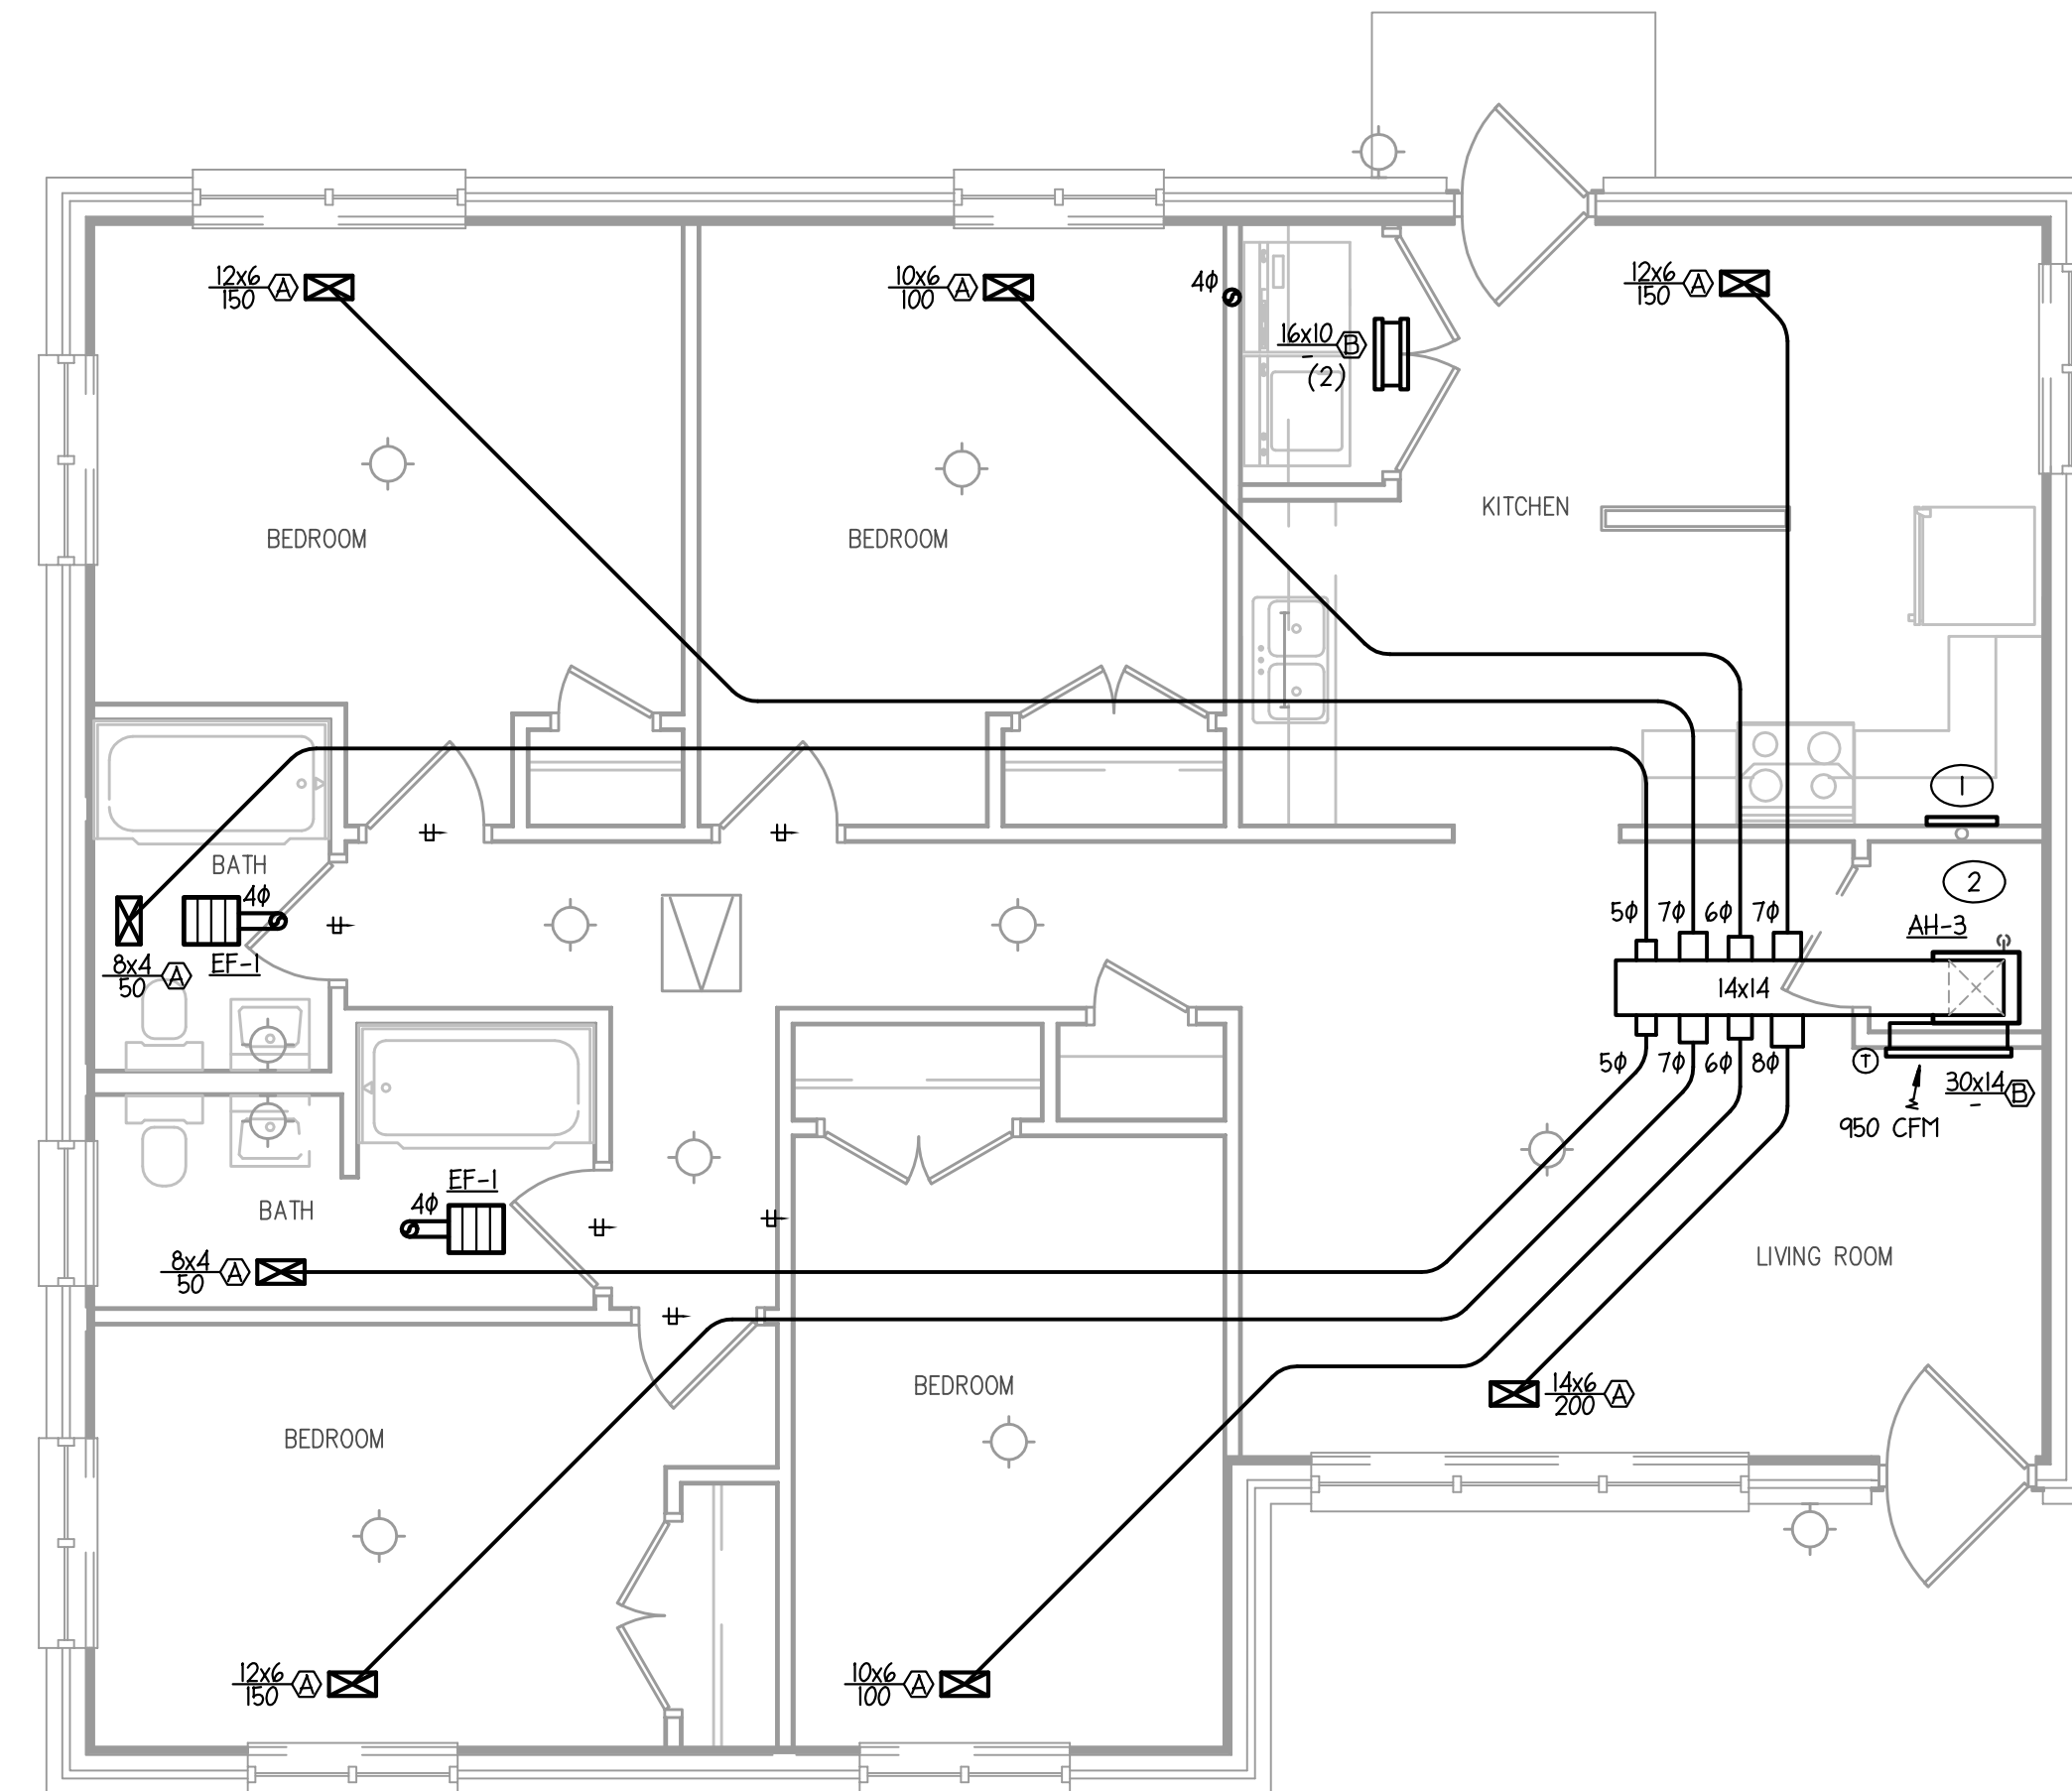 12x6
150
A
10x6
100
A
4ϕ
12x6
150
A
16x10
-
(2)
B
KITCHEN
BEDROOM
BEDROOM
1
BATH
4ϕ
EF-1
8x4
50
A
2
5ϕ 7ϕ 6ϕ 7ϕ
AH-3
14x14
5ϕ 7ϕ 6ϕ 8ϕ
T
30x14
-
B
950 CFM
EF-1
4ϕ
BATH
8x4
50
A
LIVING ROOM
BEDROOM
14x6
200
A
BEDROOM
12x6
150
A
10x6
100
A